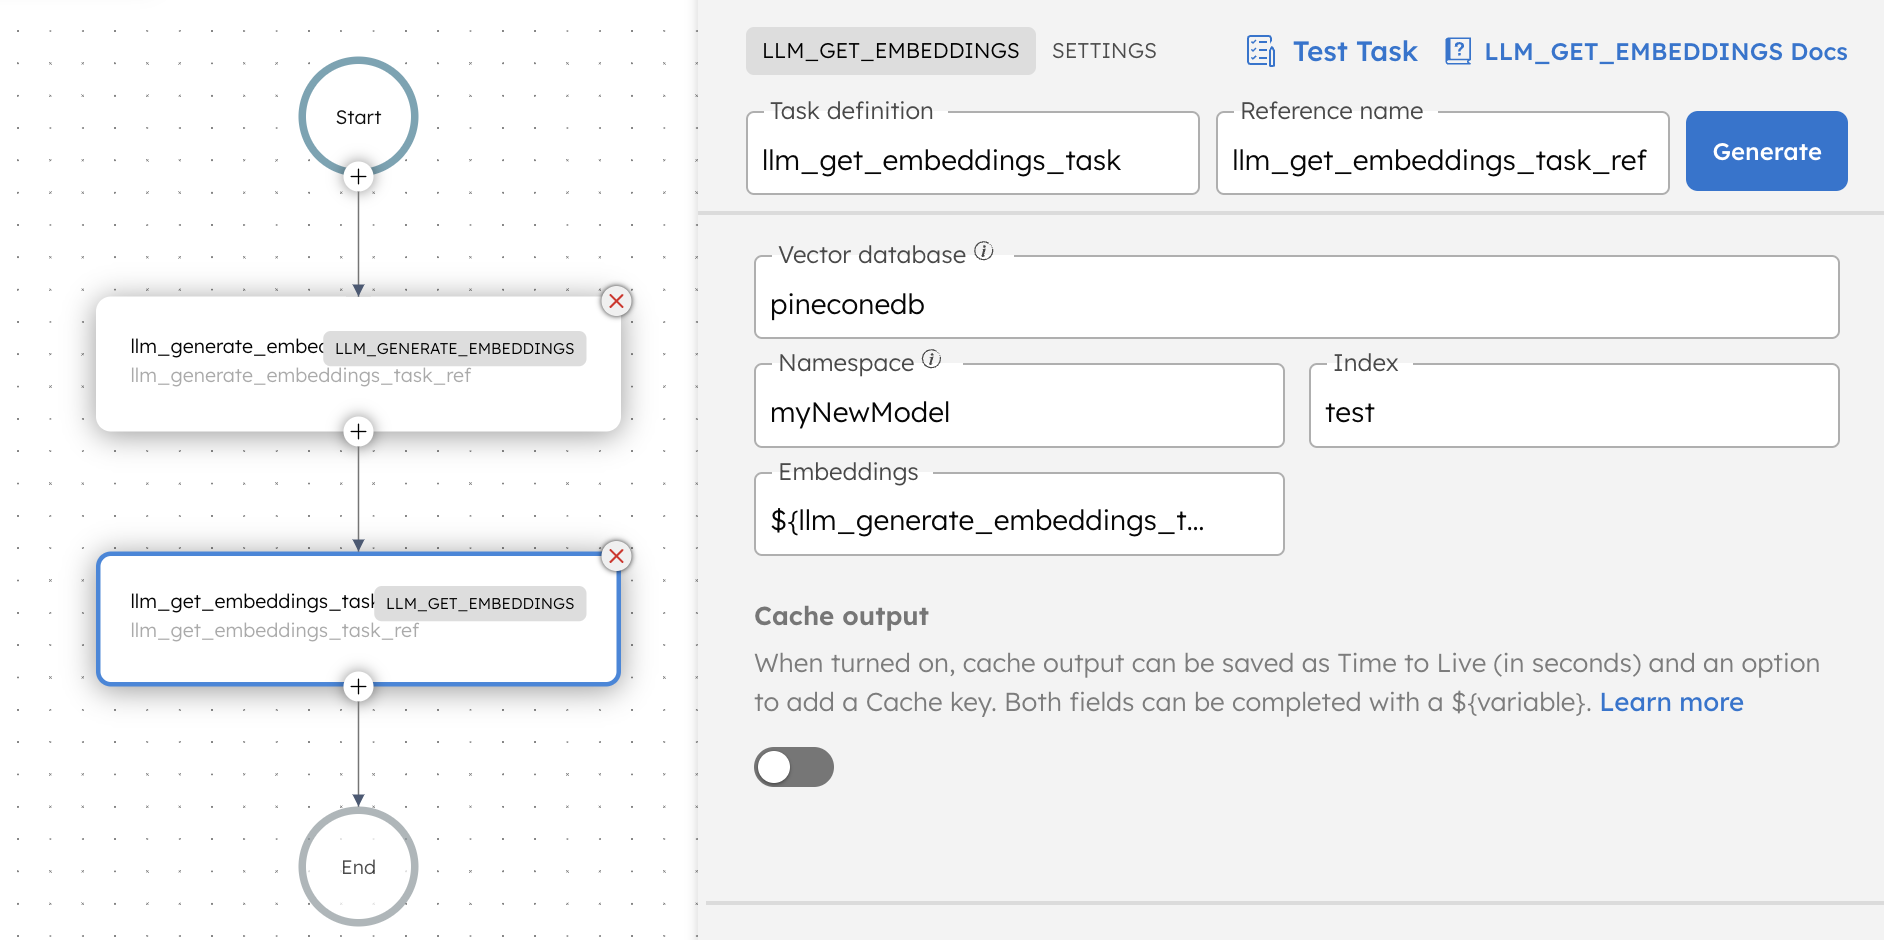 Start
llm_generate_embed
LLM_GENERATE_EMBEDDINGS
llm_generate_embeddings_task_ref
llm_get_embeddings_task
LLM_GET_EMBEDDINGS
llm_get_embeddings_task_ref
End
LLM_GET_EMBEDDINGS SETTINGS Test Task LLM_GET_EMBEDDINGS Docs
Task definition
llm_get_embeddings_task
Reference name
llm_get_embeddings_task_ref
Generate
Vector database
pineconedb
Namespace
myNewModel
Index
test
Embeddings
${llm_generate_embeddings_t...
Cache output
When turned on, cache output can be saved as Time to Live (in seconds) and an option
to add a Cache key. Both fields can be completed with a ${variable}. Learn more